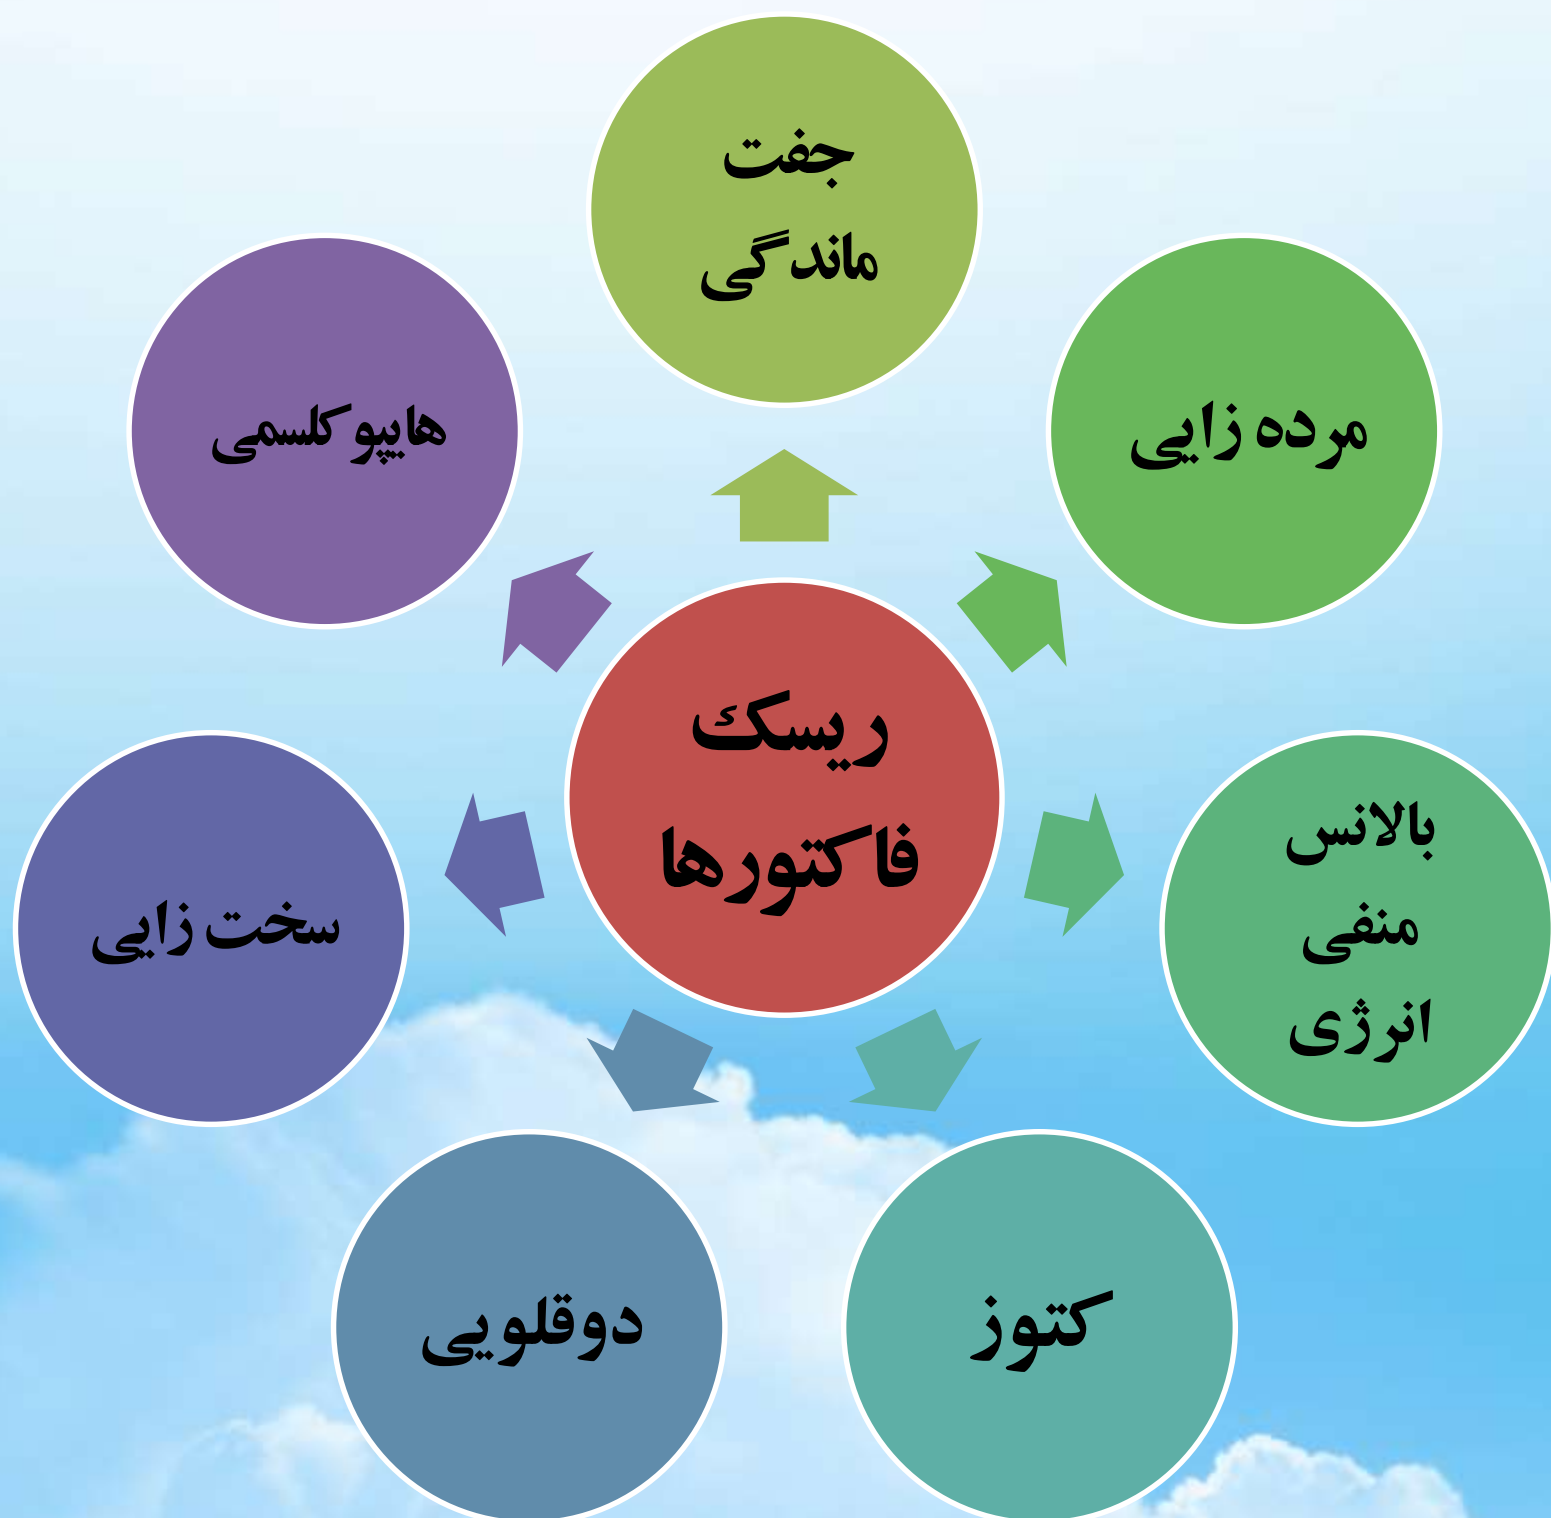 جفت
ماندگی
مرده زایی
هایپوکلسمی
ریسک
فاکتورها
بالانس
منفی
انرژی
سخت زایی
کتوز
دوقلویی